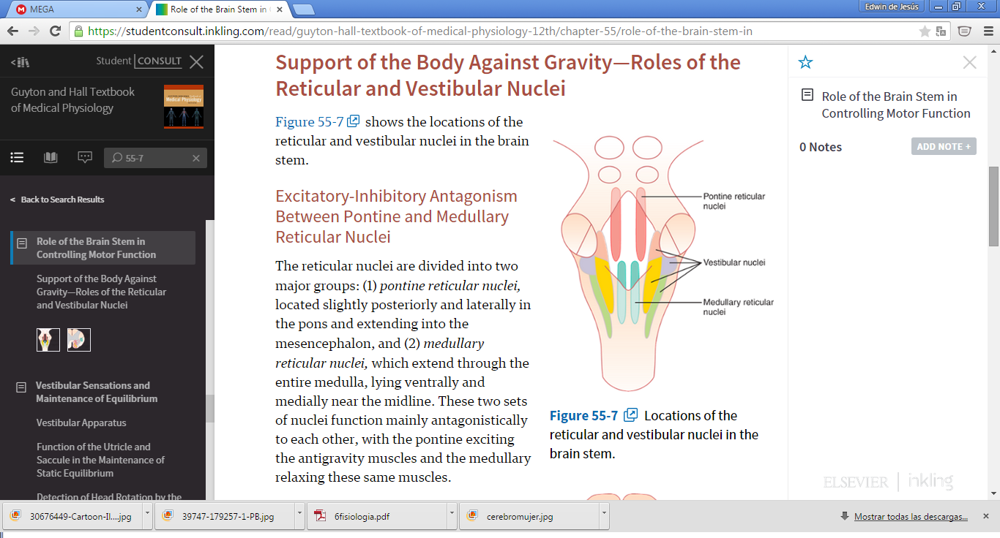 MEGA
Role of the Brain Stem in
Edwin de Jesús
https://studentconsult.inkling.com/read/guyton-hall-textbook-of-medical-physiology-12th/chapter-55/role-of-the-brain-stem-in
Student CONSULT
Guyton and Hall Textbook
of Medical Physiology
55-7
< Back to Search Results
Role of the Brain Stem in
Controlling Motor Function
Support of the Body Against
Gravity—Roles of the Reticular
and Vestibular Nuclei
Vestibular Sensations and
Maintenance of Equilibrium
Vestibular Apparatus
Function of the Utricle and
Saccule in the Maintenance of
Static Equilibrium
Detection of Head Rotation by the
Support of the Body Against Gravity—Roles of the
Reticular and Vestibular Nuclei
Figure 55-7 shows the locations of the
reticular and vestibular nuclei in the brain
stem.
Excitatory-Inhibitory Antagonism
Between Pontine and Medullary
Reticular Nuclei
The reticular nuclei are divided into two
major groups: (1) pontine reticular nuclei,
located slightly posteriorly and laterally in
the pons and extending into the
mesencephalon, and (2) medullary
reticular nuclei, which extend through the
entire medulla, lying ventrally and
medially near the midline. These two sets
of nuclei function mainly antagonistically
to each other, with the pontine exciting
the antigravity muscles and the medullary
relaxing these same muscles.
Pontine reticular
nuclei
Vestibular nuclei
Medullary reticular
nuclei
Figure 55-7 Locations of the
reticular and vestibular nuclei in the
brain stem.
Role of the Brain Stem in
Controlling Motor Function
0 Notes
ADD NOTE +
ELSEVIER | inkling
30676449-Cartoon-Il....jpg
39747-179257-1-PB.jpg
6fisiologia.pdf
cerebromujer.jpg
Mostrar todas las descargas...